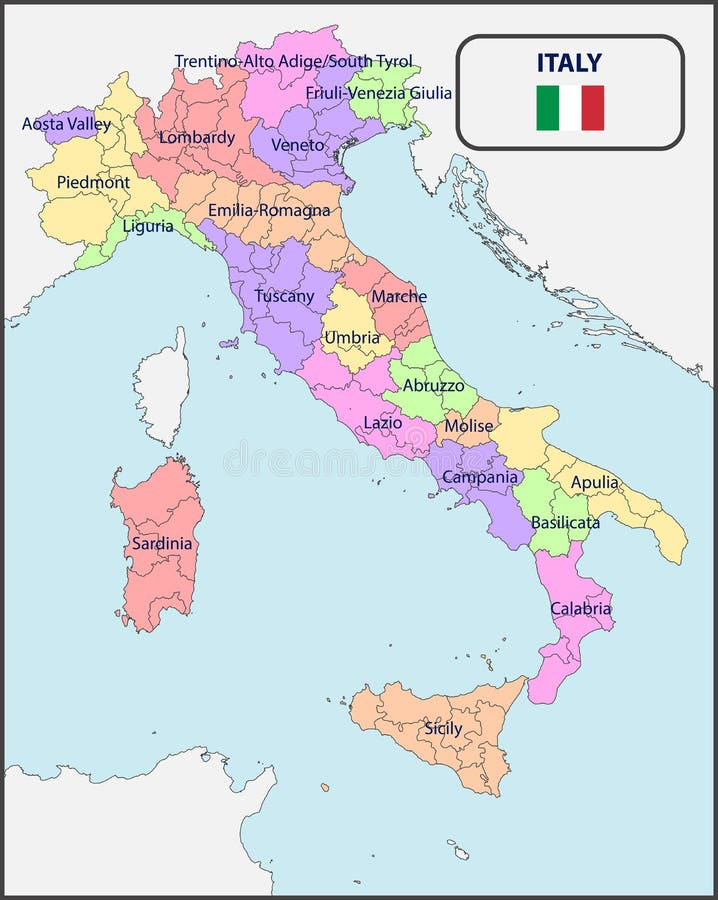 ITALY
Trentino-Alto Adige/South Tyrol
Friuli-Venezia Giulia
Aosta Valley
Lombardy
Veneto
Piedmont
Emilia-Romagna
Liguria
Tuscany
Marche
Umbria
Abruzzo
Lazio
Molise
dreamstime
Campania
Apulia
Basilicata
Sardinia
Calabria
Sicily